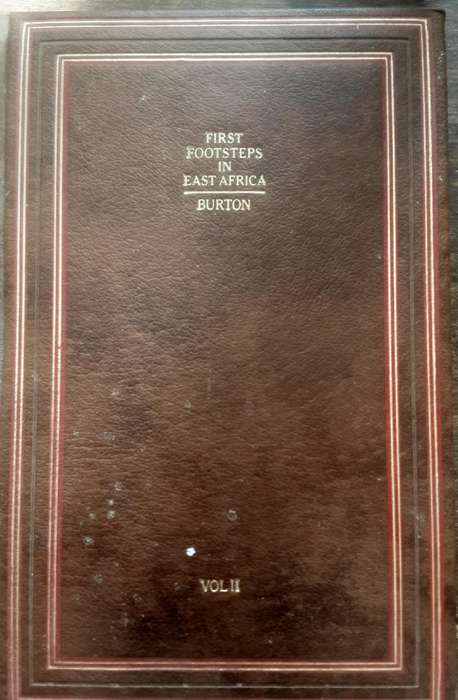 FIRST
FOOTSTEPS
IN
EAST AFRICA
BURTON
VOL II